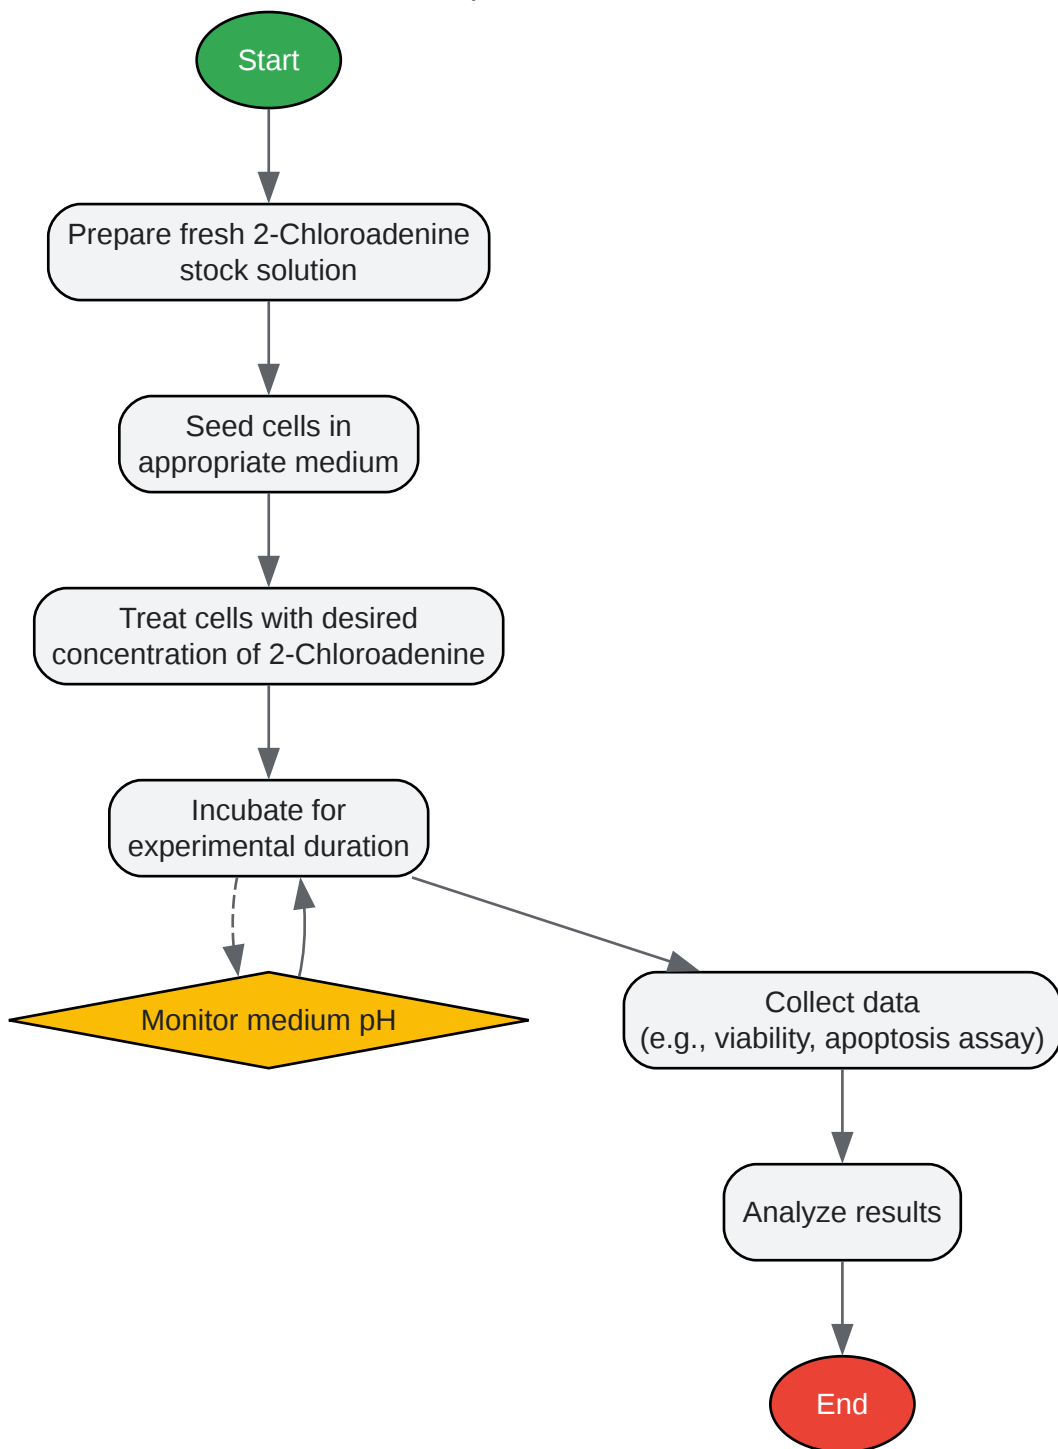 Start
Prepare fresh 2-Chloroadenine
stock solution
Seed cells in
appropriate medium
Treat cells with desired
concentration of 2-Chloroadenine
Incubate for
experimental duration
Monitor medium pH
Collect data
(e.g., viability, apoptosis assay)
Analyze results
End